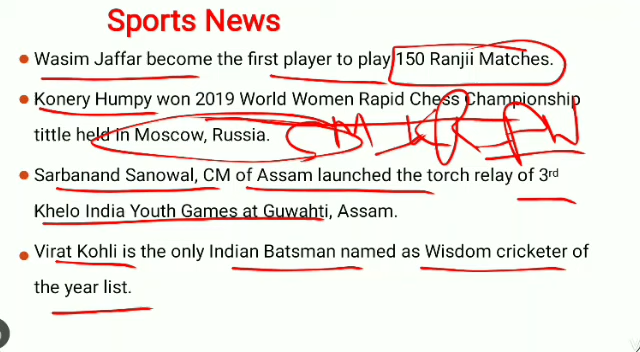 Sports News
Wasim Jaffar become the first player to play 150 Ranjii Matches.
Konery Humpy won 2019 World Women Rapid Chess Championship
tittle held in Moscow, Russia.
Sarbanand Sanowal, CM of Assam launched the torch relay of 3rd
Khelo India Youth Games at Guwahti, Assam.
Virat Kohli is the only Indian Batsman named as Wisdom cricketer of
the year list.